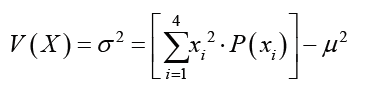 V(X) = σ² = [∑_{i=1}^{4} x_i² · P(x_i)] − μ²